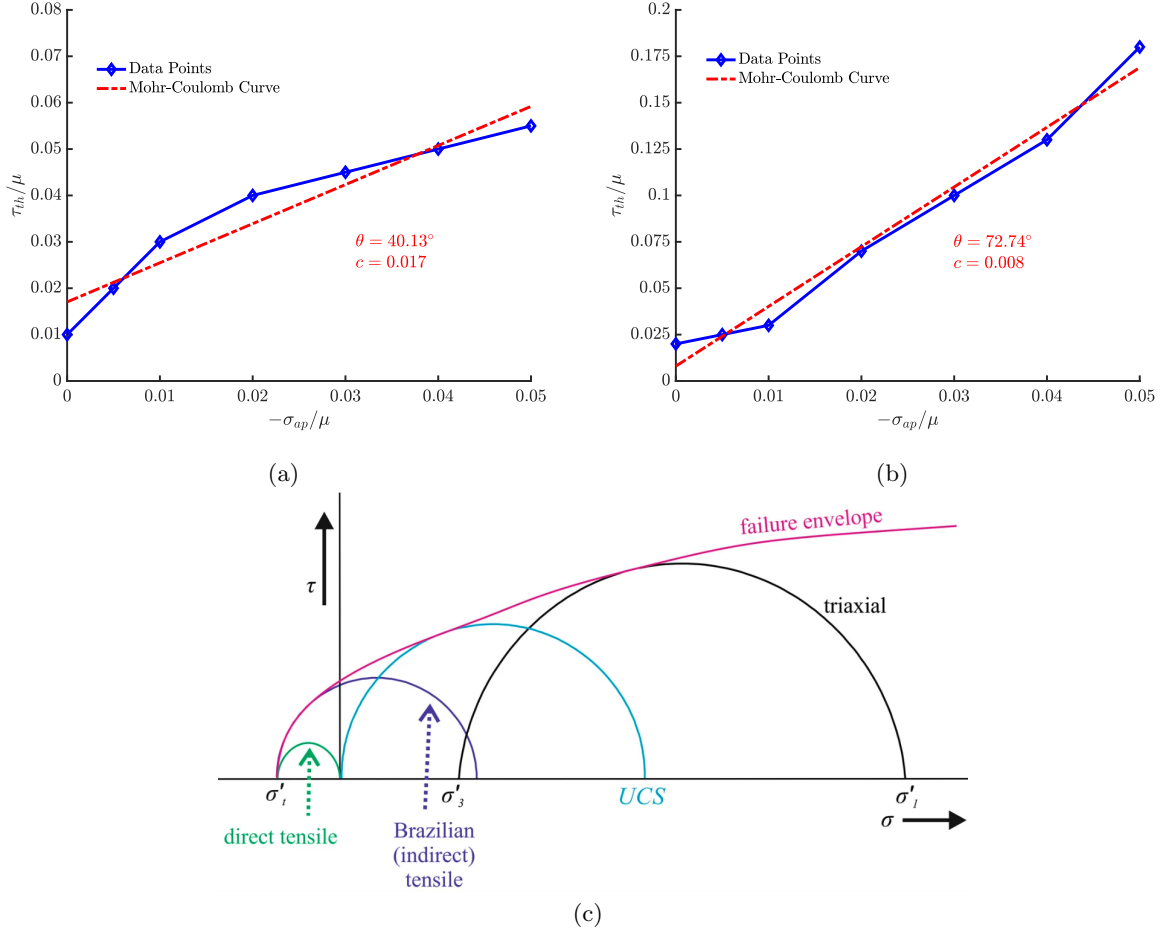 0.08
0.07
0.06
0.05
0.04
0.03
0.02
0.01
0
τ_th/μ
Data Points
Mohr-Coulomb Curve
θ = 40.13°
c = 0.017
0 0.01 0.02 0.03 0.04 0.05
−σ_ap/μ
(a)
0.2
0.175
0.15
0.125
0.1
0.075
0.05
0.025
0
τ_th/μ
Data Points
Mohr-Coulomb Curve
θ = 72.74°
c = 0.008
0 0.01 0.02 0.03 0.04 0.05
−σ_ap/μ
(b)
failure envelope
τ
triaxial
σ'_t σ'_3 UCS σ'_1
σ
direct tensile
Brazilian
(indirect)
tensile
(c)